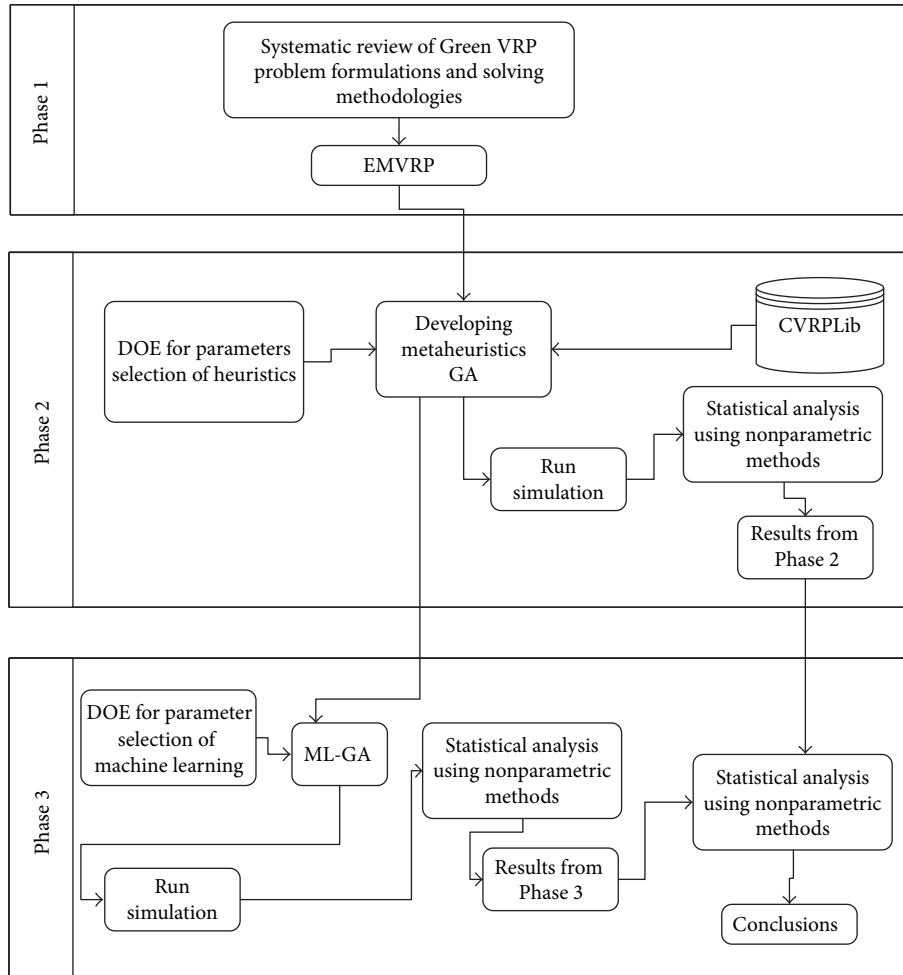 Phase 1
Systematic review of Green VRP
problem formulations and solving
methodologies
EMVRP
Phase 2
DOE for parameters
selection of heuristics
Developing
metaheuristics
GA
CVRPLib
Run
simulation
Statistical analysis
using nonparametric
methods
Results from
Phase 2
Phase 3
DOE for parameter
selection of
machine learning
ML-GA
Run
simulation
Statistical analysis
using nonparametric
methods
Results from
Phase 3
Statistical analysis
using nonparametric
methods
Conclusions